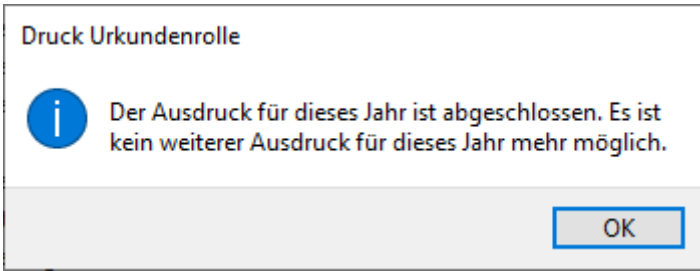 Druck Urkundenrolle
Der Ausdruck für dieses Jahr ist abgeschlossen. Es ist
kein weiterer Ausdruck für dieses Jahr mehr möglich.
OK